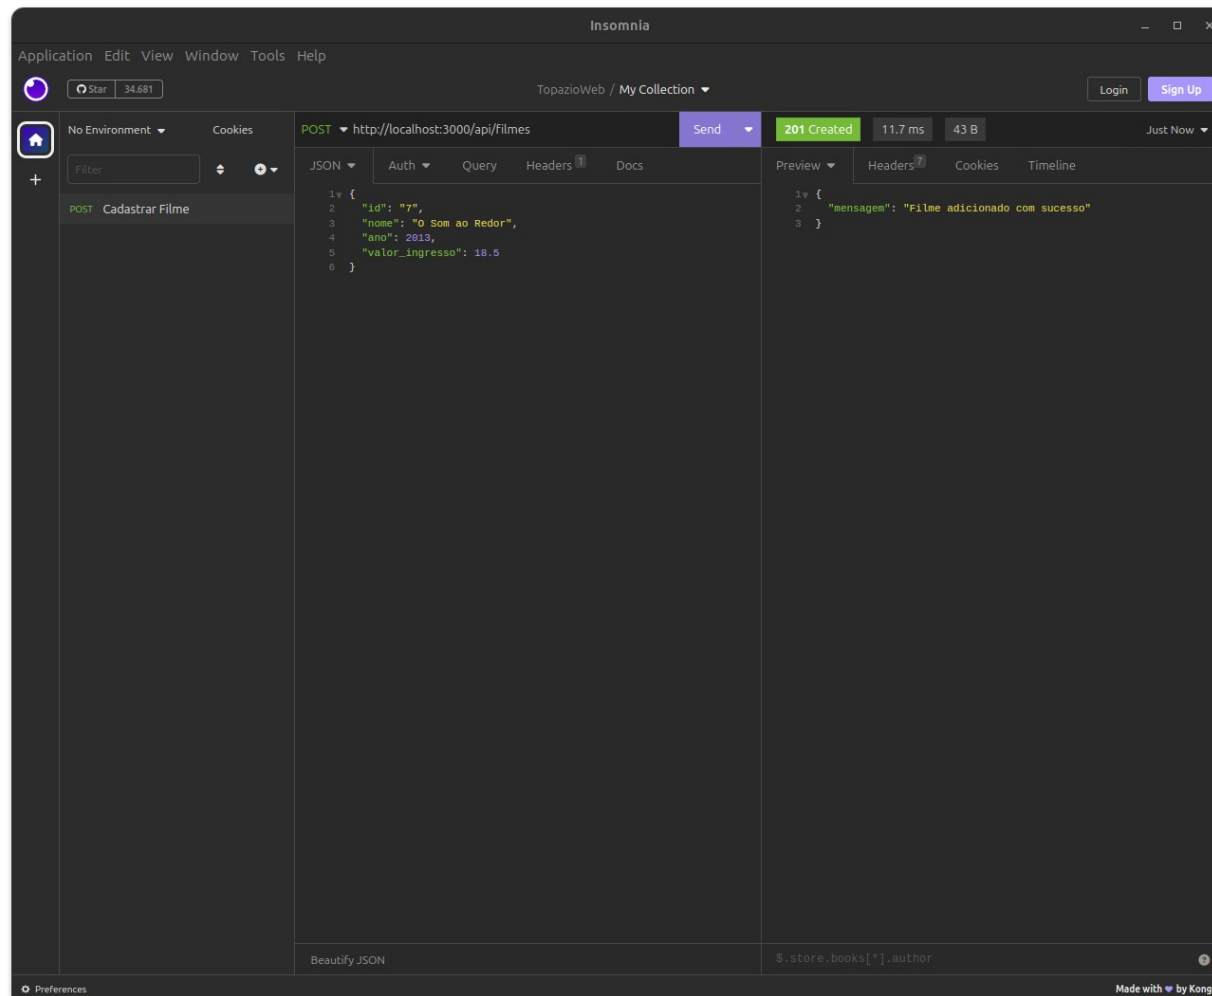 Insomnia
Application Edit View Window Tools Help
Star 34.681
TopazioWeb / My Collection
Login
Sign Up
No Environment
Cookies
Filter
POST Cadastrar Filme
POST http://localhost:3000/api/filmes
Send
JSON Auth Query Headers 1 Docs
1 {
2 "id": "7",
3 "nome": "O Som ao Redor",
4 "ano": 2013,
5 "valor_ingresso": 18.5
6 }
Beautify JSON
201 Created 11.7 ms 43 B
Just Now
Preview Headers 7 Cookies Timeline
1 {
2 "mensagem": "Filme adicionado com sucesso"
3 }
$.store.books[*].author
Preferences
Made with ♥ by Kong